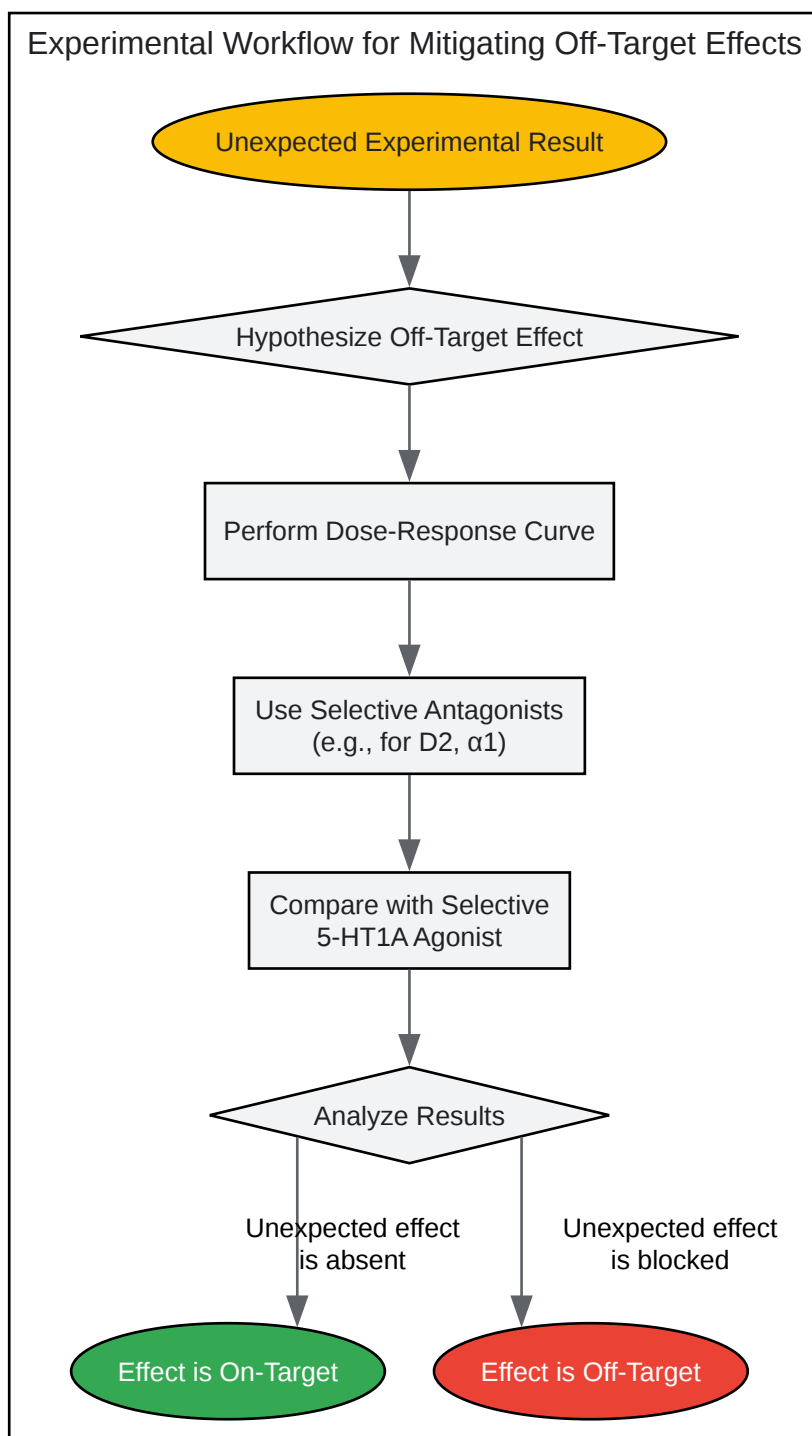 Experimental Workflow for Mitigating Off-Target Effects
Unexpected Experimental Result
Hypothesize Off-Target Effect
Perform Dose-Response Curve
Use Selective Antagonists
(e.g., for D2, α1)
Compare with Selective
5-HT1A Agonist
Analyze Results
Unexpected effect
is absent
Unexpected effect
is blocked
Effect is On-Target
Effect is Off-Target